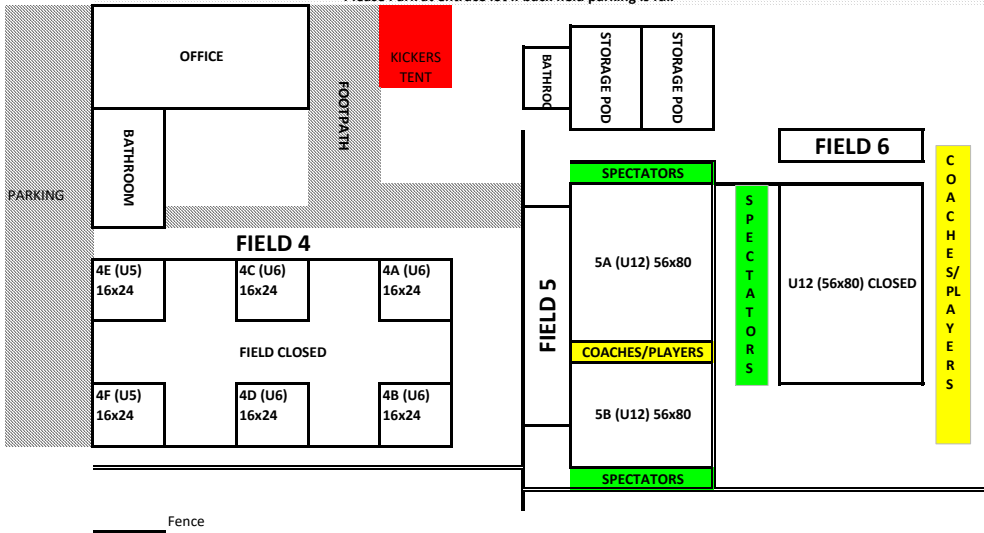 OFFICE
KICKERS
TENT
FOOTPATH
BATHROOM
PARKING
STORAGE POD
STORAGE POD
FIELD 6
COACHES/PLAYERS
SPECTATORS
SPECTATORS
FIELD 4
4E (U5)
16x24
4C (U6)
16x24
4A (U6)
16x24
FIELD CLOSED
4F (U5)
16x24
4D (U6)
16x24
4B (U6)
16x24
FIELD 5
5A (U12) 56x80
COACHES/PLAYERS
5B (U12) 56x80
SPECTATORS
U12 (56x80) CLOSED
Fence